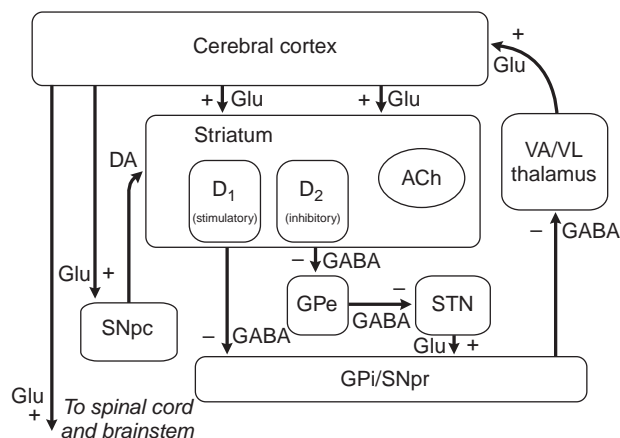 Cerebral cortex
+
Glu
+ Glu
+ Glu
Striatum
DA
D1
(stimulatory)
D2
(inhibitory)
ACh
VA/VL
thalamus
– GABA
– GABA
Glu +
SNpc
GPe
–
GABA
STN
– GABA
Glu +
GPi/SNpr
Glu
+
To spinal cord
and brainstem